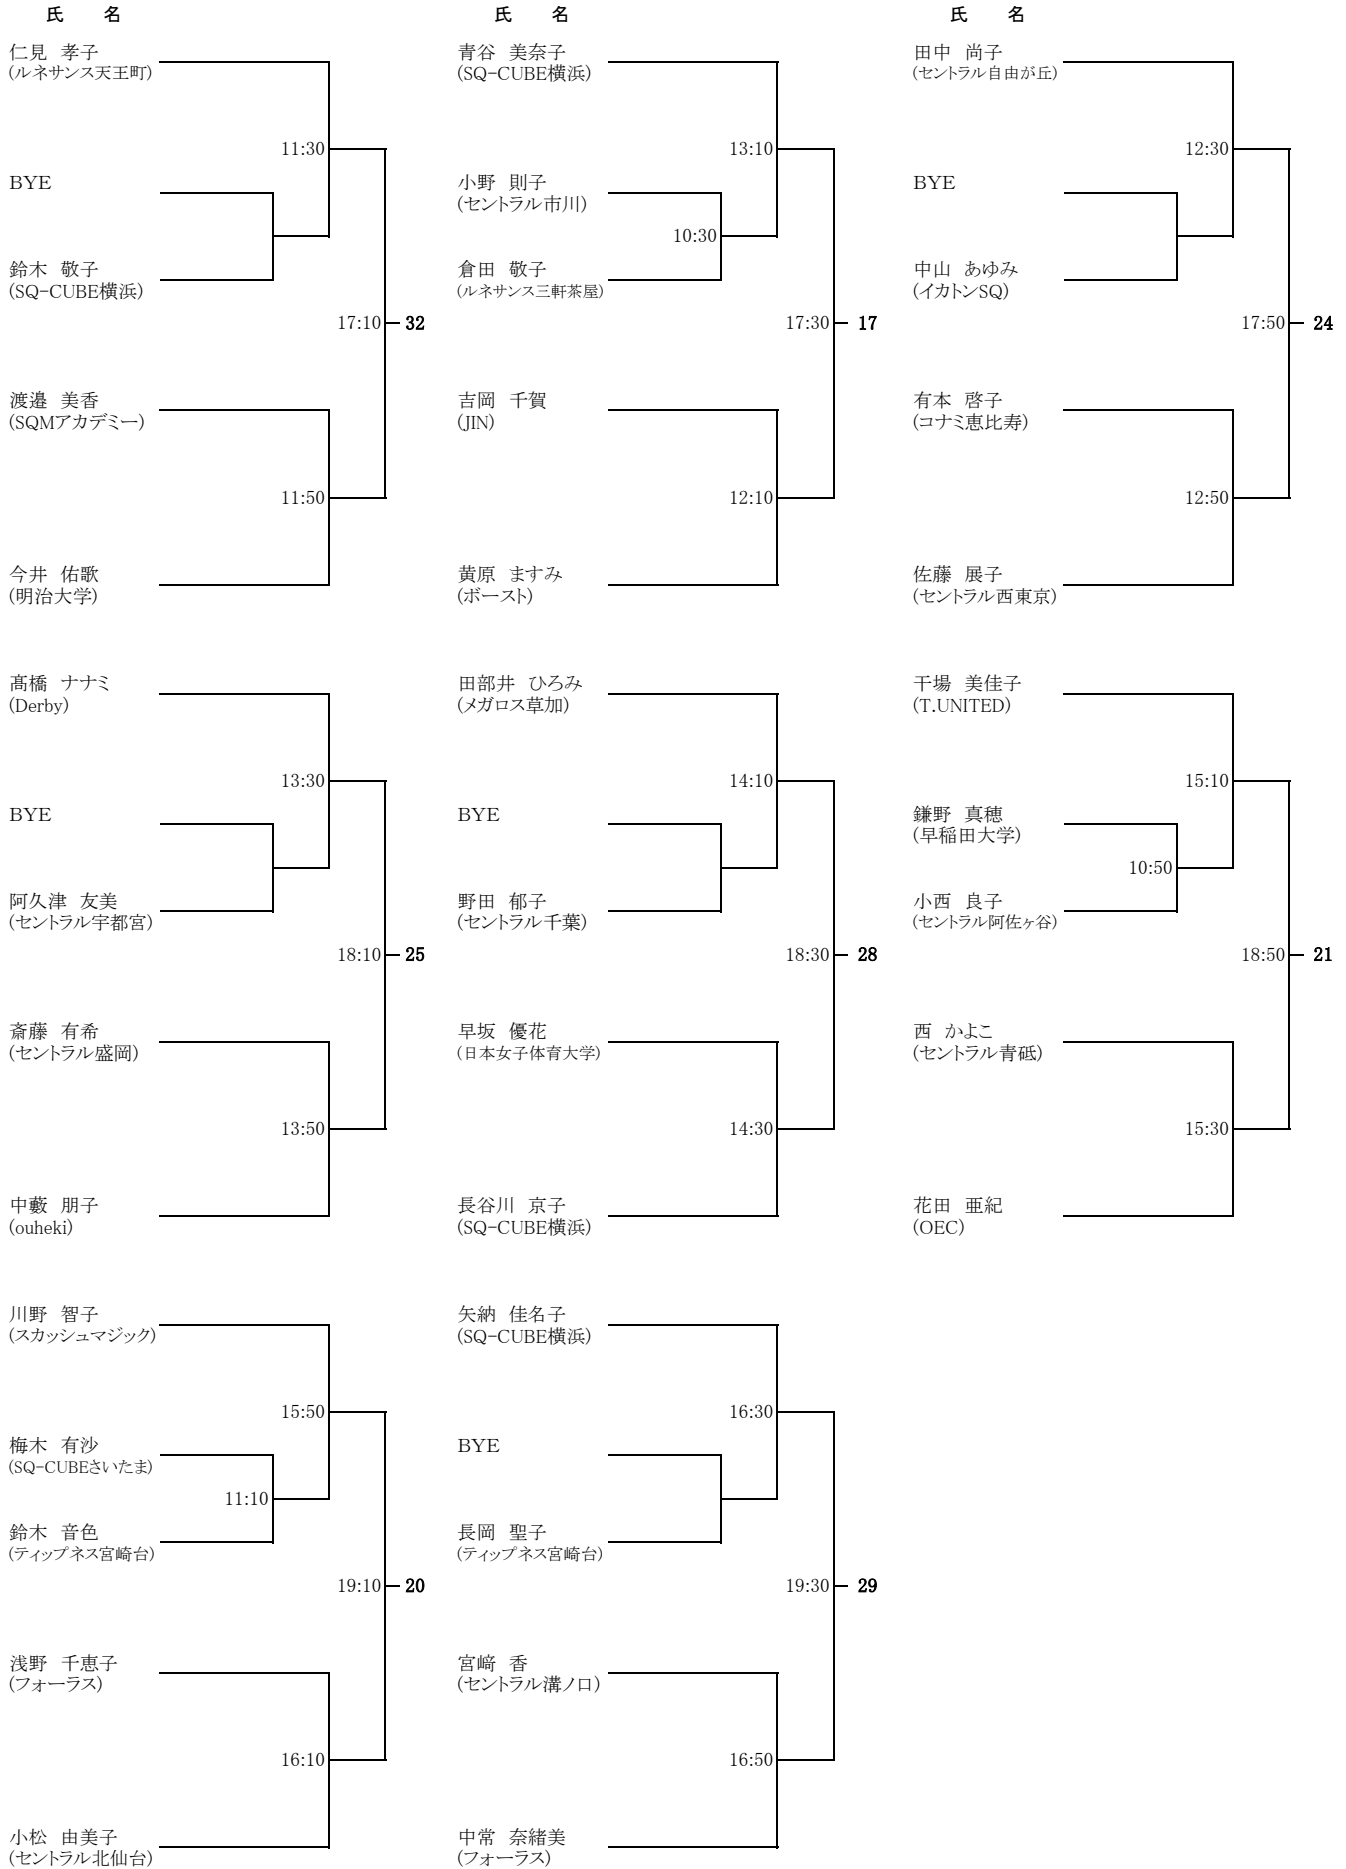 氏 名
仁見 孝子
(ルネサンス天王町)
11:30
BYE
鈴木 敬子
(SQ-CUBE横浜)
17:10
32
渡邉 美香
(SQMアカデミー)
11:50
今井 佑歌
(明治大学)
髙橋 ナナミ
(Derby)
13:30
BYE
阿久津 友美
(セントラル宇都宮)
18:10
25
斎藤 有希
(セントラル盛岡)
13:50
中藪 朋子
(ouheki)
川野 智子
(スカッシュマジック)
15:50
梅木 有沙
(SQ-CUBEさいたま)
11:10
鈴木 音色
(ティップネス宮崎台)
19:10
20
浅野 千恵子
(フォーラス)
16:10
小松 由美子
(セントラル北仙台)
氏 名
青谷 美奈子
(SQ-CUBE横浜)
13:10
小野 則子
(セントラル市川)
10:30
倉田 敬子
(ルネサンス三軒茶屋)
17:30
17
吉岡 千賀
(JIN)
12:10
黄原 ますみ
(ボースト)
田部井 ひろみ
(メガロス草加)
14:10
BYE
野田 郁子
(セントラル千葉)
18:30
28
早坂 優花
(日本女子体育大学)
14:30
長谷川 京子
(SQ-CUBE横浜)
矢納 佳名子
(SQ-CUBE横浜)
16:30
BYE
長岡 聖子
(ティップネス宮崎台)
19:30
29
宮﨑 香
(セントラル溝ノ口)
16:50
中常 奈緒美
(フォーラス)
氏 名
田中 尚子
(セントラル自由が丘)
12:30
BYE
中山 あゆみ
(イカトンSQ)
17:50
24
有本 啓子
(コナミ恵比寿)
12:50
佐藤 展子
(セントラル西東京)
干場 美佳子
(T.UNITED)
15:10
鎌野 真穂
(早稲田大学)
10:50
小西 良子
(セントラル阿佐ヶ谷)
18:50
21
西 かよこ
(セントラル青砥)
15:30
花田 亜紀
(OEC)